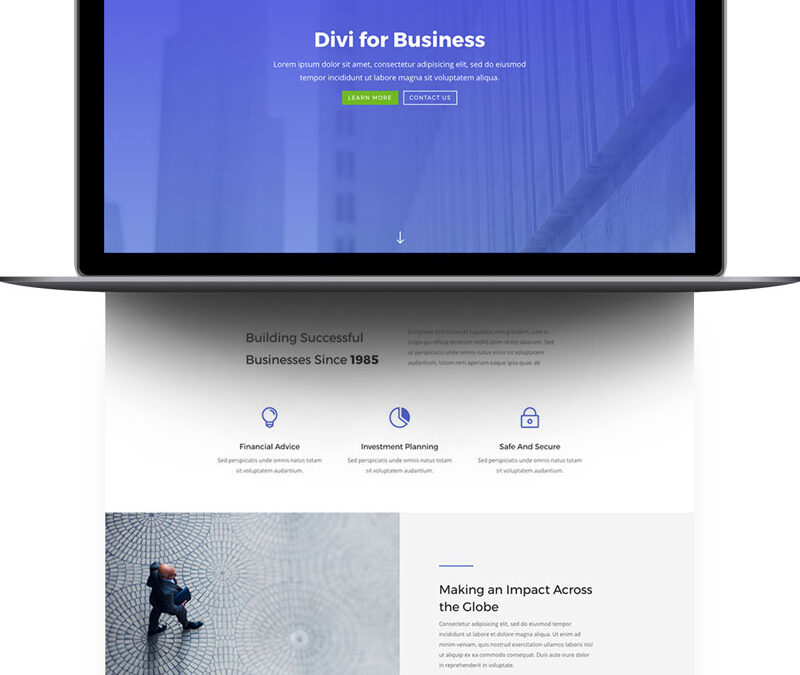 Divi for Business
Lorem ipsum dolor sit amet, consectetur adipisicing elit, sed do eiusmod
tempor incididunt ut labore magna sit voluptatem aliqua.
LEARN MORE
CONTACT US
Building Successful
Businesses Since 1985
Excepteur sint occaecat cupidatat non proident, sunt in
culpa qui officia deserunt mollit anim id est laborum. Sed
ut perspiciatis unde omnis natus error sit voluptatem
audantium, totam rem aperiam eaque ipsa quae ab
Financial Advice
Sed perspiciatis unde omnis natus totam
sit voluptatem audantium.
Investment Planning
Sed perspiciatis unde omnis natus totam
sit voluptatem audantium.
Safe And Secure
Sed perspiciatis unde omnis natus totam
sit voluptatem audantium.
Making an Impact Across
the Globe
Consectetur adipisicing elit, sed do eiusmod tempor
incididunt ut labore et dolore magna aliqua. Ut enim ad
minim veniam, quis nostrud exercitation ullamco laboris nisi
ut aliquip ex ea commodo consequat. Duis aute irure dolor
in reprehenderit in voluptate.